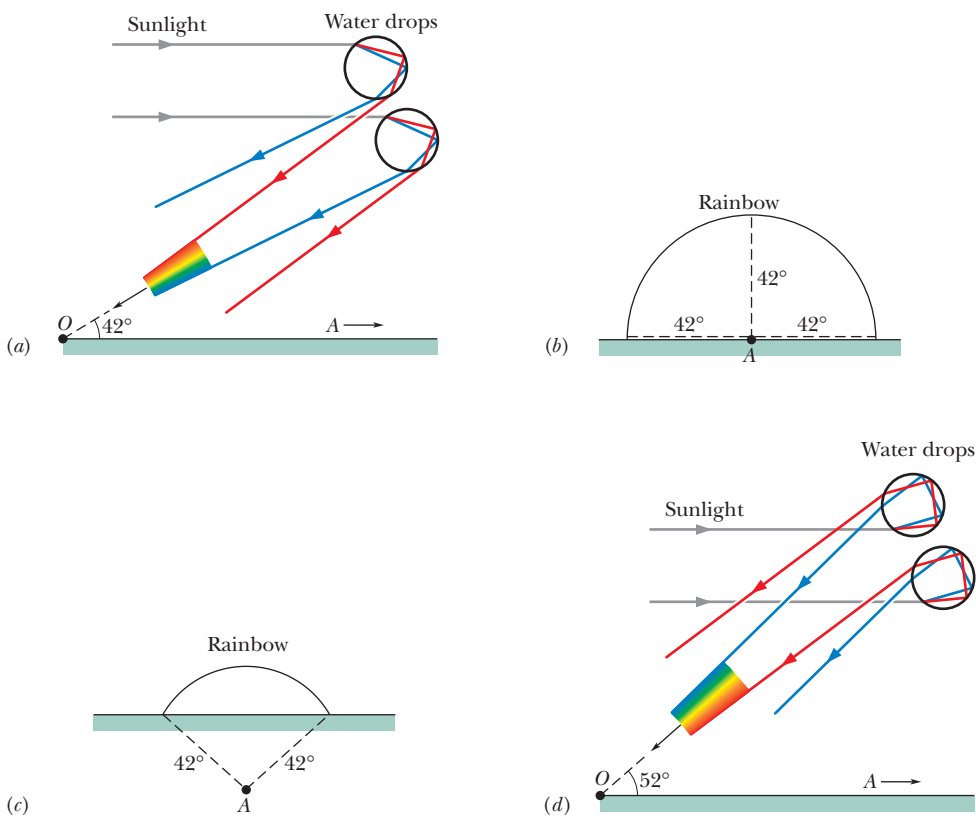 Sunlight
Water drops
O
42°
A
(a)
Rainbow
42°
42°
42°
A
(b)
Rainbow
42°
42°
A
(c)
Water drops
Sunlight
O
52°
A
(d)